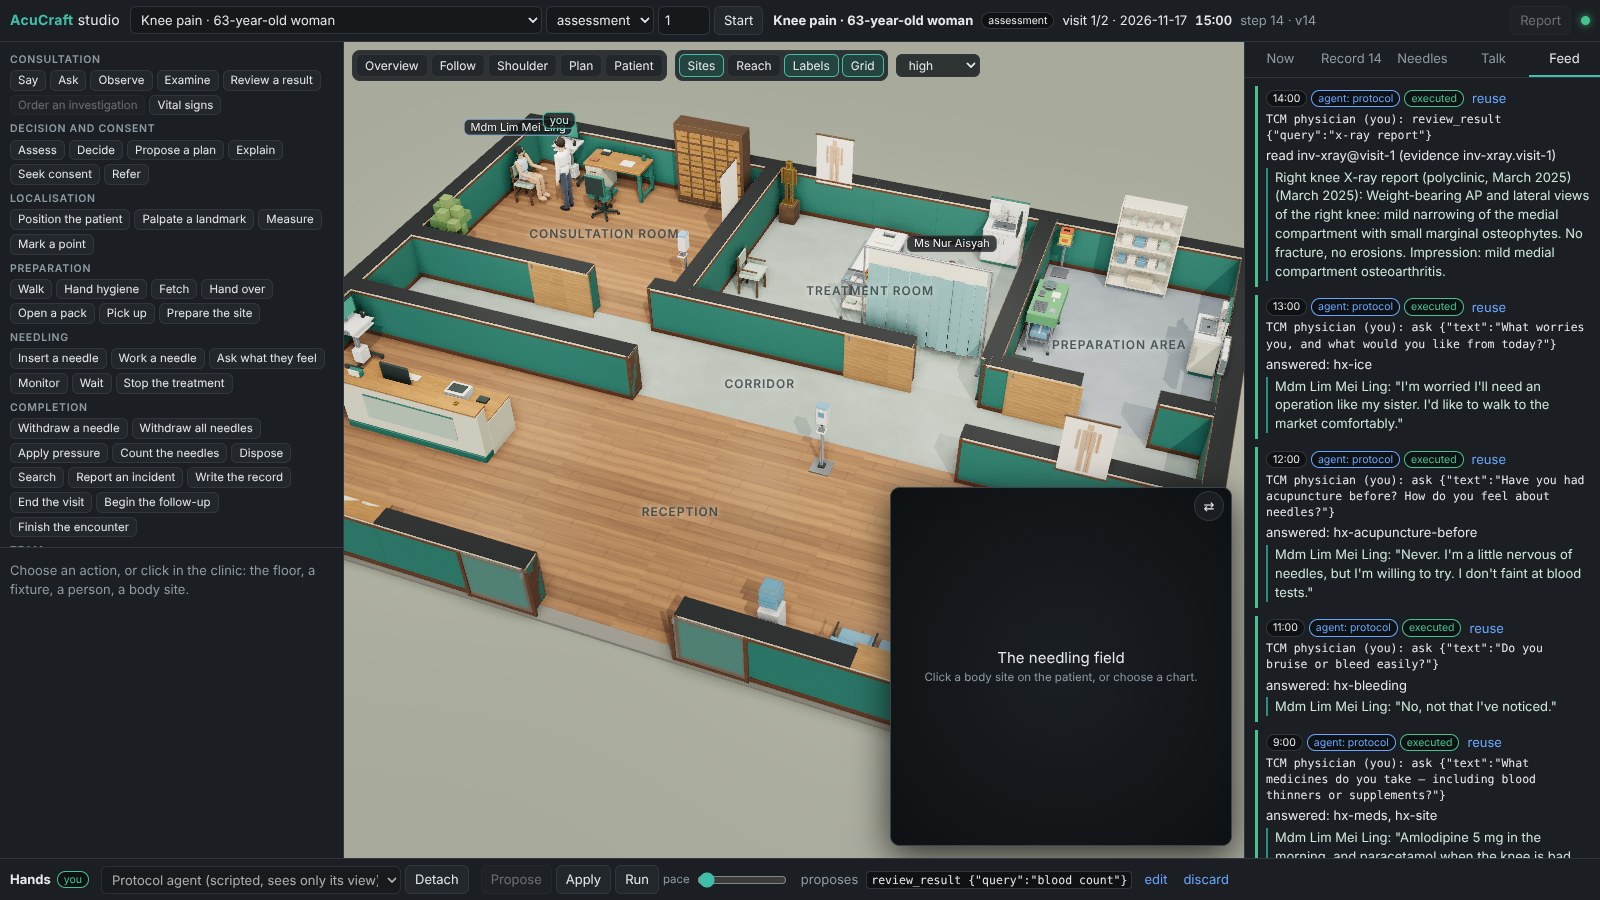 AcuCraft studio
Knee pain · 63-year-old woman
assessment
1
Start
Knee pain · 63-year-old woman
assessment
visit 1/2 · 2026-11-17 15:00 step 14 · v14
Report
CONSULTATION
Say
Ask
Observe
Examine
Review a result
Order an investigation
Vital signs
DECISION AND CONSENT
Assess
Decide
Propose a plan
Explain
Seek consent
Refer
LOCALISATION
Position the patient
Palpate a landmark
Measure
Mark a point
PREPARATION
Walk
Hand hygiene
Fetch
Hand over
Open a pack
Pick up
Prepare the site
NEEDLING
Insert a needle
Work a needle
Ask what they feel
Monitor
Wait
Stop the treatment
COMPLETION
Withdraw a needle
Withdraw all needles
Apply pressure
Count the needles
Dispose
Search
Report an incident
Write the record
End the visit
Begin the follow-up
Finish the encounter
Choose an action, or click in the clinic: the floor, a
fixture, a person, a body site.
Overview
Follow
Shoulder
Plan
Patient
Sites
Reach
Labels
Grid
high
Mdm Lim Mei Ling
you
CONSULTATION ROOM
Ms Nur Aisyah
TREATMENT ROOM
PREPARATION AREA
CORRIDOR
RECEPTION
⇄
The needling field
Click a body site on the patient, or choose a chart.
Now
Record 14
Needles
Talk
Feed
14:00 agent: protocol executed reuse
TCM physician (you): review_result
{"query":"x-ray report"}
read inv-xray@visit-1 (evidence inv-xray.visit-1)
Right knee X-ray report (polyclinic, March 2025)
(March 2025): Weight-bearing AP and lateral views
of the right knee: mild narrowing of the medial
compartment with small marginal osteophytes. No
fracture, no erosions. Impression: mild medial
compartment osteoarthritis.
13:00 agent: protocol executed reuse
TCM physician (you): ask {"text":"What worries
you, and what would you like from today?"}
answered: hx-ice
Mdm Lim Mei Ling: "I'm worried I'll need an
operation like my sister. I'd like to walk to the
market comfortably."
12:00 agent: protocol executed reuse
TCM physician (you): ask {"text":"Have you had
acupuncture before? How do you feel about
needles?"}
answered: hx-acupuncture-before
Mdm Lim Mei Ling: "Never. I'm a little nervous of
needles, but I'm willing to try. I don't faint at blood
tests."
11:00 agent: protocol executed reuse
TCM physician (you): ask {"text":"Do you
bruise or bleed easily?"}
answered: hx-bleeding
Mdm Lim Mei Ling: "No, not that I've noticed."
9:00 agent: protocol executed reuse
TCM physician (you): ask {"text":"What
medicines do you take — including blood
thinners or supplements?"}
answered: hx-meds, hx-site
Mdm Lim Mei Ling: "Amlodipine 5 mg in the
morning, and paracetamol when the knee is bad
Hands you
Protocol agent (scripted, sees only its view)
Detach
Propose
Apply
Run
pace
proposes review_result {"query":"blood count"} edit discard